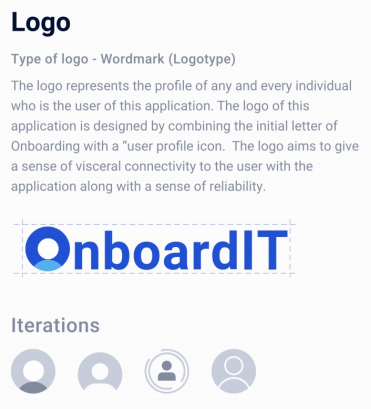 Logo
Type of logo - Wordmark (Logotype)
The logo represents the profile of any and every individual
who is the user of this application. The logo of this
application is designed by combining the initial letter of
Onboarding with a “user profile icon.  The logo aims to give
a sense of visceral connectivity to the user with the
application along with a sense of reliability.
OnboardIT
Iterations